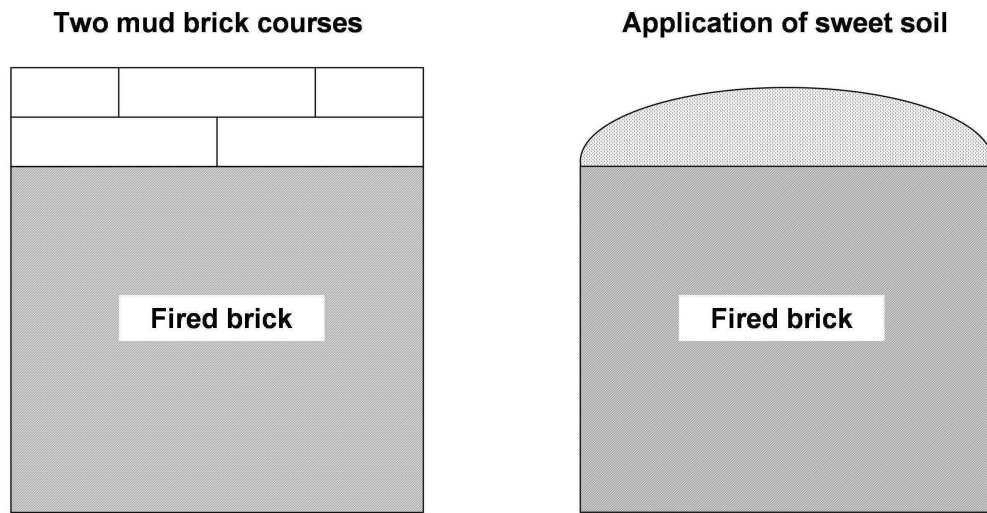 Two mud brick courses
Application of sweet soil
Fired brick
Fired brick